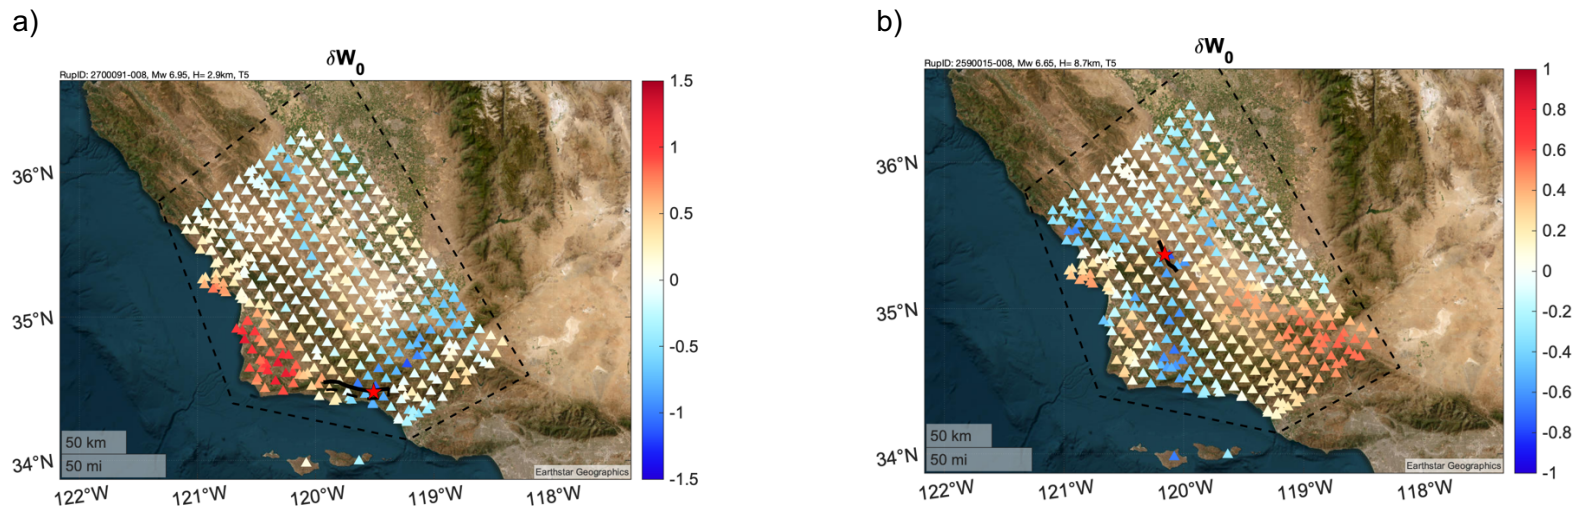 a)
δW₀
RupID: 2700091-008, Mw 6.95, H= 2.9km, T5
36°N
35°N
34°N
122°W
121°W
120°W
119°W
118°W
50 km
50 mi
Earthstar Geographics
1.5
1
0.5
0
-0.5
-1
-1.5
b)
δW₀
RupID: 2590015-008, Mw 6.65, H= 8.7km, T5
36°N
35°N
34°N
122°W
121°W
120°W
119°W
118°W
50 km
50 mi
Earthstar Geographics
1
0.8
0.6
0.4
0.2
0
-0.2
-0.4
-0.6
-0.8
-1